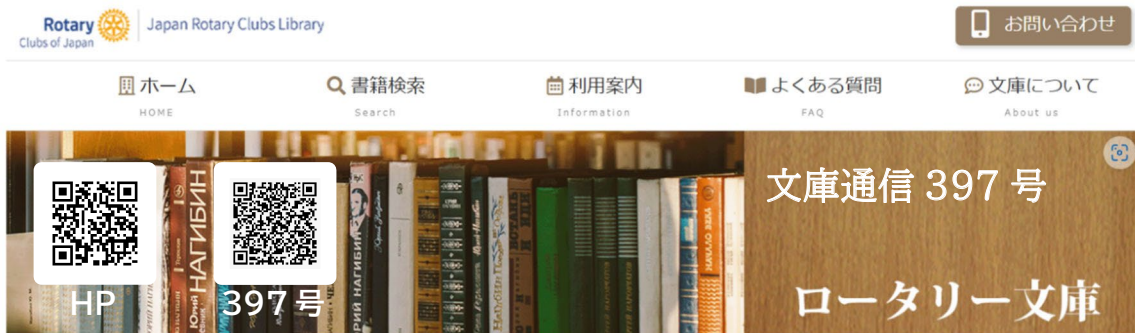 Rotary
Clubs of Japan
Japan Rotary Clubs Library
お問い合わせ
ホーム
HOME
書籍検索
Search
利用案内
Information
よくある質問
FAQ
文庫について
About us
文庫通信 397 号
НАГИБИН
Юрий
HP
397 号
ロータリー文庫